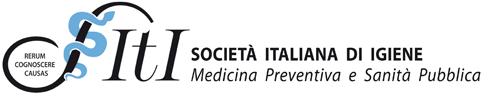 RERUM
COGNOSCERE
CAUSAS
SItI
SOCIETÀ ITALIANA DI IGIENE
Medicina Preventiva e Sanità Pubblica